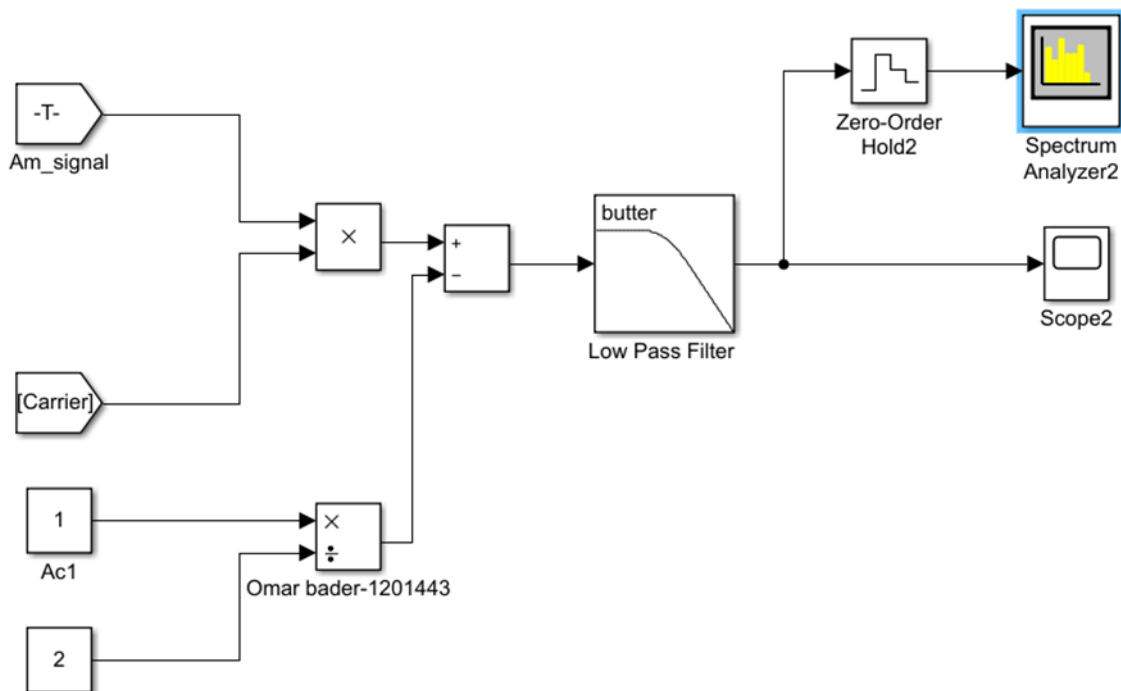 -T-
Am_signal
[Carrier]
1
Ac1
2
×
×
÷
Omar bader-1201443
+
−
butter
Low Pass Filter
Zero-Order
Hold2
Spectrum
Analyzer2
Scope2